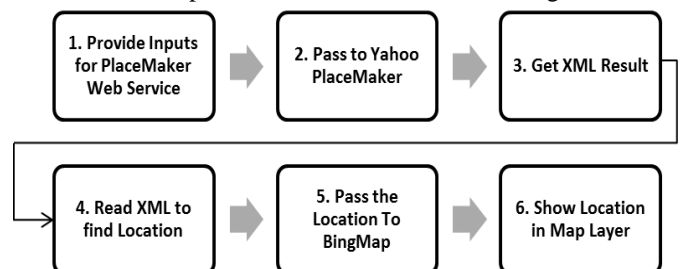 1. Provide Inputs
for PlaceMaker
Web Service
2. Pass to Yahoo
PlaceMaker
3. Get XML Result
4. Read XML to
find Location
5. Pass the
Location To
BingMap
6. Show Location
in Map Layer